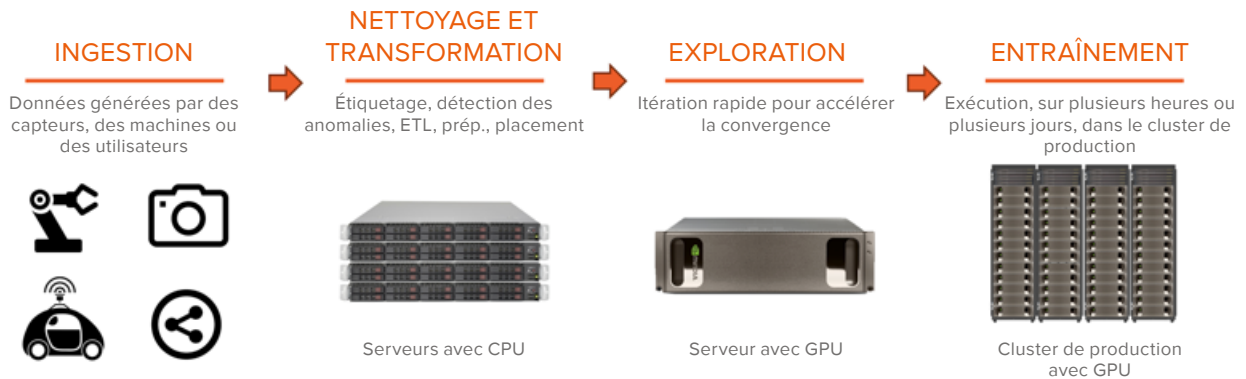 INGESTION
Données générées par des
capteurs, des machines ou
des utilisateurs
NETTOYAGE ET
TRANSFORMATION
Étiquetage, détection des
anomalies, ETL, prép., placement
Serveurs avec CPU
EXPLORATION
Itération rapide pour accélérer
la convergence
Serveur avec GPU
ENTRAÎNEMENT
Exécution, sur plusieurs heures ou
plusieurs jours, dans le cluster de
production
Cluster de production
avec GPU